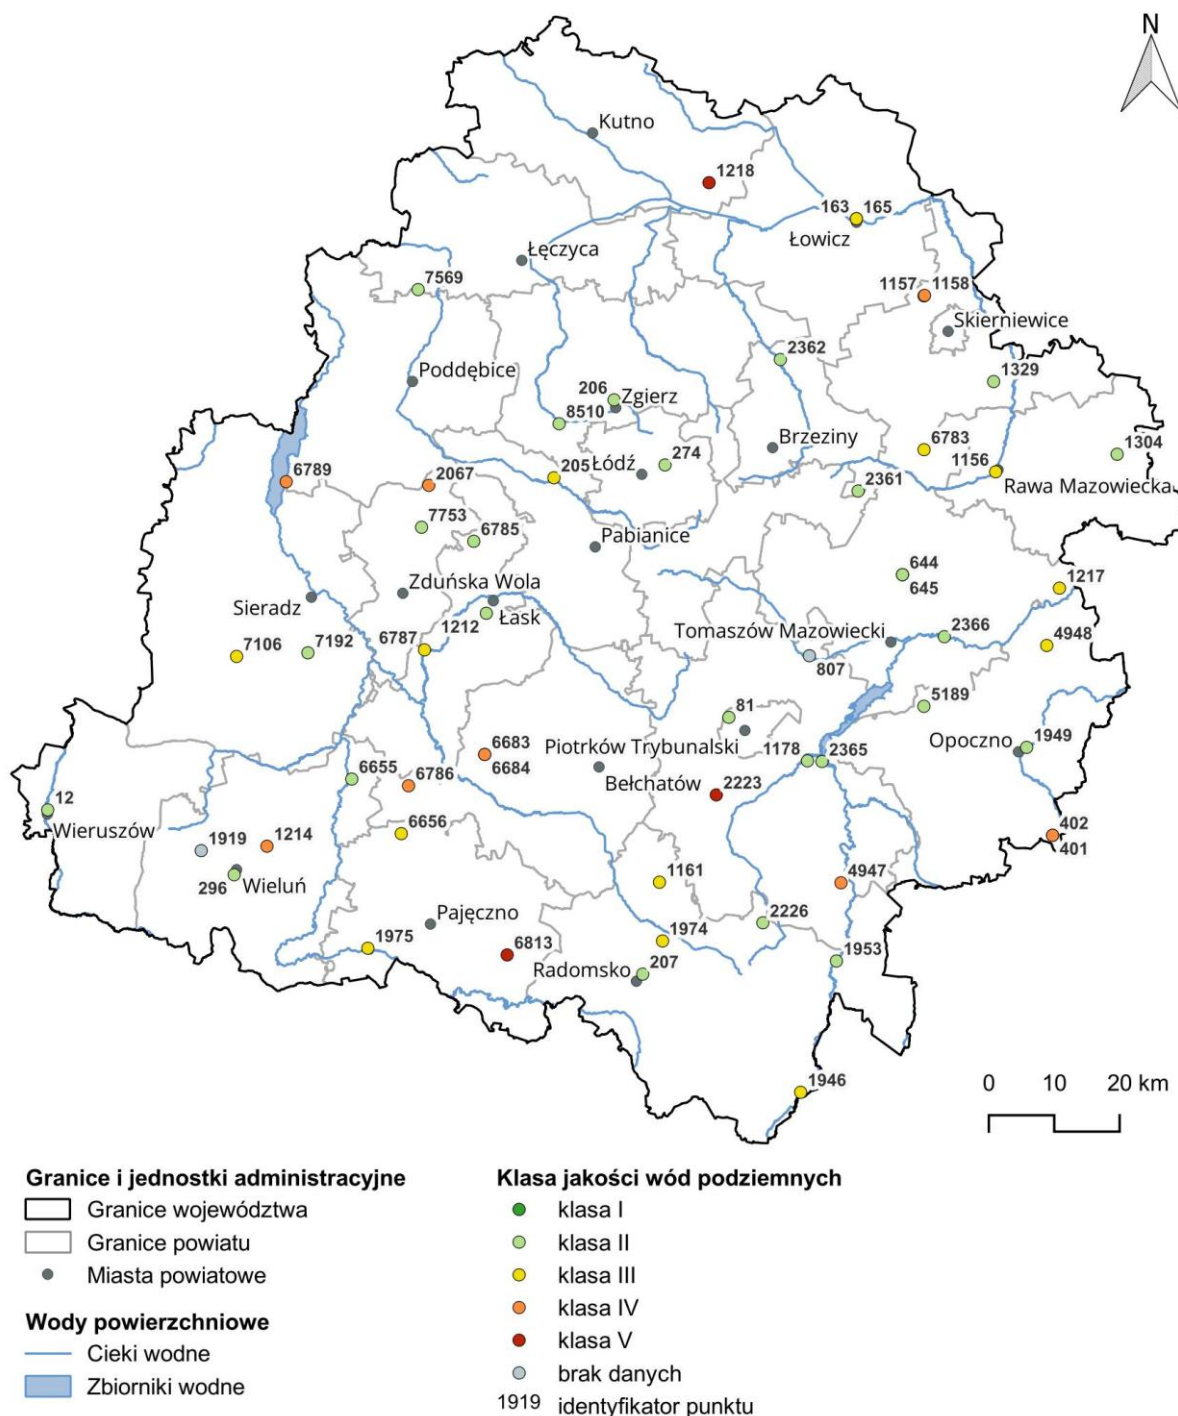 N
Kutno
1218
163 165
Łowicz
Łęczyca
7569
1157 1158
Skierniewice
2362
1329
Poddębice
206
Zgierz
8510
Brzeziny
6783
1304
274
Łódź
205
1156
Rawa Mazowiecka
6789
2067
2361
7753
6785
Pabianice
644
645
1217
Zduńska Wola
Sieradz
1212
Łask
Tomaszów Mazowiecki
2366
4948
7106
7192
6787
807
5189
81
Piotrków Trybunalski
1178
2365
Opoczno
1949
6683
6684
Bełchatów
6655
6786
2223
12
Wieruszów
6656
402
401
1919
1214
296
Wieluń
1161
4947
Pajęczno
2226
1975
1974
6813
1953
207
Radomsko
1946
0 10 20 km
Granice i jednostki administracyjne
Granice województwa
Granice powiatu
Miasta powiatowe
Wody powierzchniowe
Cieki wodne
Zbiorniki wodne
Klasa jakości wód podziemnych
klasa I
klasa II
klasa III
klasa IV
klasa V
brak danych
1919 identyfikator punktu